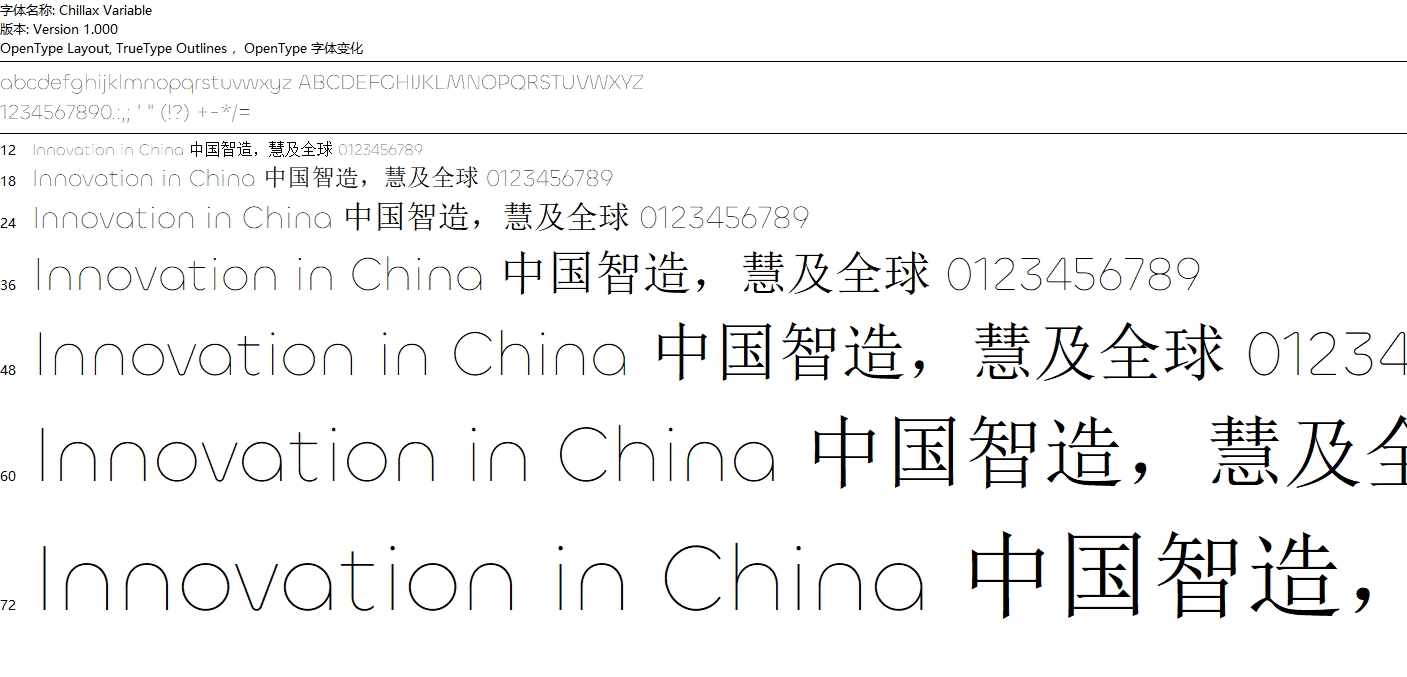 字体名称: Chillax Variable
版本: Version 1.000
OpenType Layout, TrueType Outlines ，OpenType 字体变化
abcdefghijklmnopqrstuvwxyz ABCDEFGHIJKLMNOPQRSTUVWXYZ
1234567890.:,; ' " (!?) +-*/=
12 Innovation in China 中国智造，慧及全球 0123456789
18 Innovation in China 中国智造，慧及全球 0123456789
24 Innovation in China 中国智造，慧及全球 0123456789
36 Innovation in China 中国智造，慧及全球 0123456789
48 Innovation in China 中国智造，慧及全球 01234
60 Innovation in China 中国智造，慧及全
72 Innovation in China 中国智造，